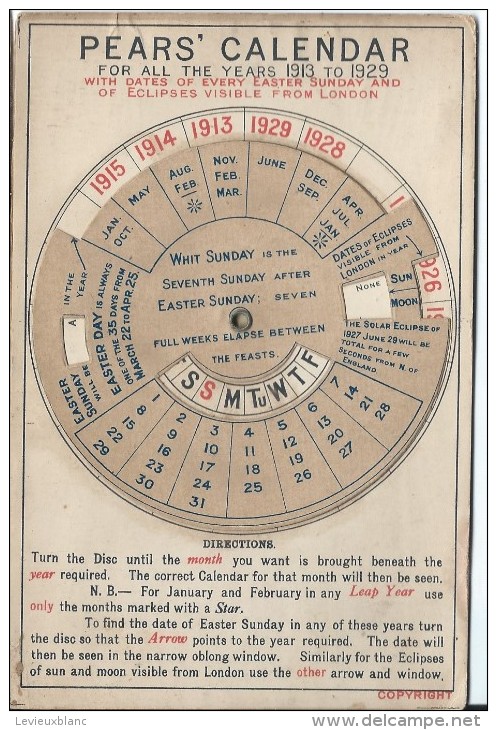 PEARS' CALENDAR
FOR ALL THE YEARS 1913 TO 1929
WITH DATES OF EVERY EASTER SUNDAY AND
OF ECLIPSES VISIBLE FROM LONDON
1915
1914
1913
1929
1928
1
926
JAN. OCT.
MAY
AUG. FEB. ✲
NOV. FEB. MAR.
JUNE
DEC. SEP.
APR. JUL. JAN ✲
DATES OF ECLIPSES
VISIBLE FROM
LONDON IN YEAR
NONE
SUN
MOON
THE SOLAR ECLIPSE OF
1927 JUNE 29 WILL BE
TOTAL FOR A FEW
SECONDS FROM N. OF
ENGLAND.
WHIT SUNDAY IS THE
SEVENTH SUNDAY AFTER
EASTER SUNDAY; SEVEN
FULL WEEKS ELAPSE BETWEEN
THE FEASTS.
IN THE YEAR
A
EASTER
SUNDAY
WILL BE
EASTER DAY IS ALWAYS
ONE OF THE 35 DAYS FROM
MARCH 22 TO APR. 25.
S S M Tu W T F
1 2 3 4 5 6 7
8 9 10 11 12 13 14
15 16 17 18 19 20 21
22 23 24 25 26 27 28
29 30 31
DIRECTIONS.
Turn the Disc until the month you want is brought beneath the
year required. The correct Calendar for that month will then be seen.
N. B.— For January and February in any Leap Year use
only the months marked with a Star.
To find the date of Easter Sunday in any of these years turn
the disc so that the Arrow points to the year required. The date will
then be seen in the narrow oblong window. Similarly for the Eclipses
of sun and moon visible from London use the other arrow and window.
COPYRIGHT
Levieuxblanc
www.delcampe.net